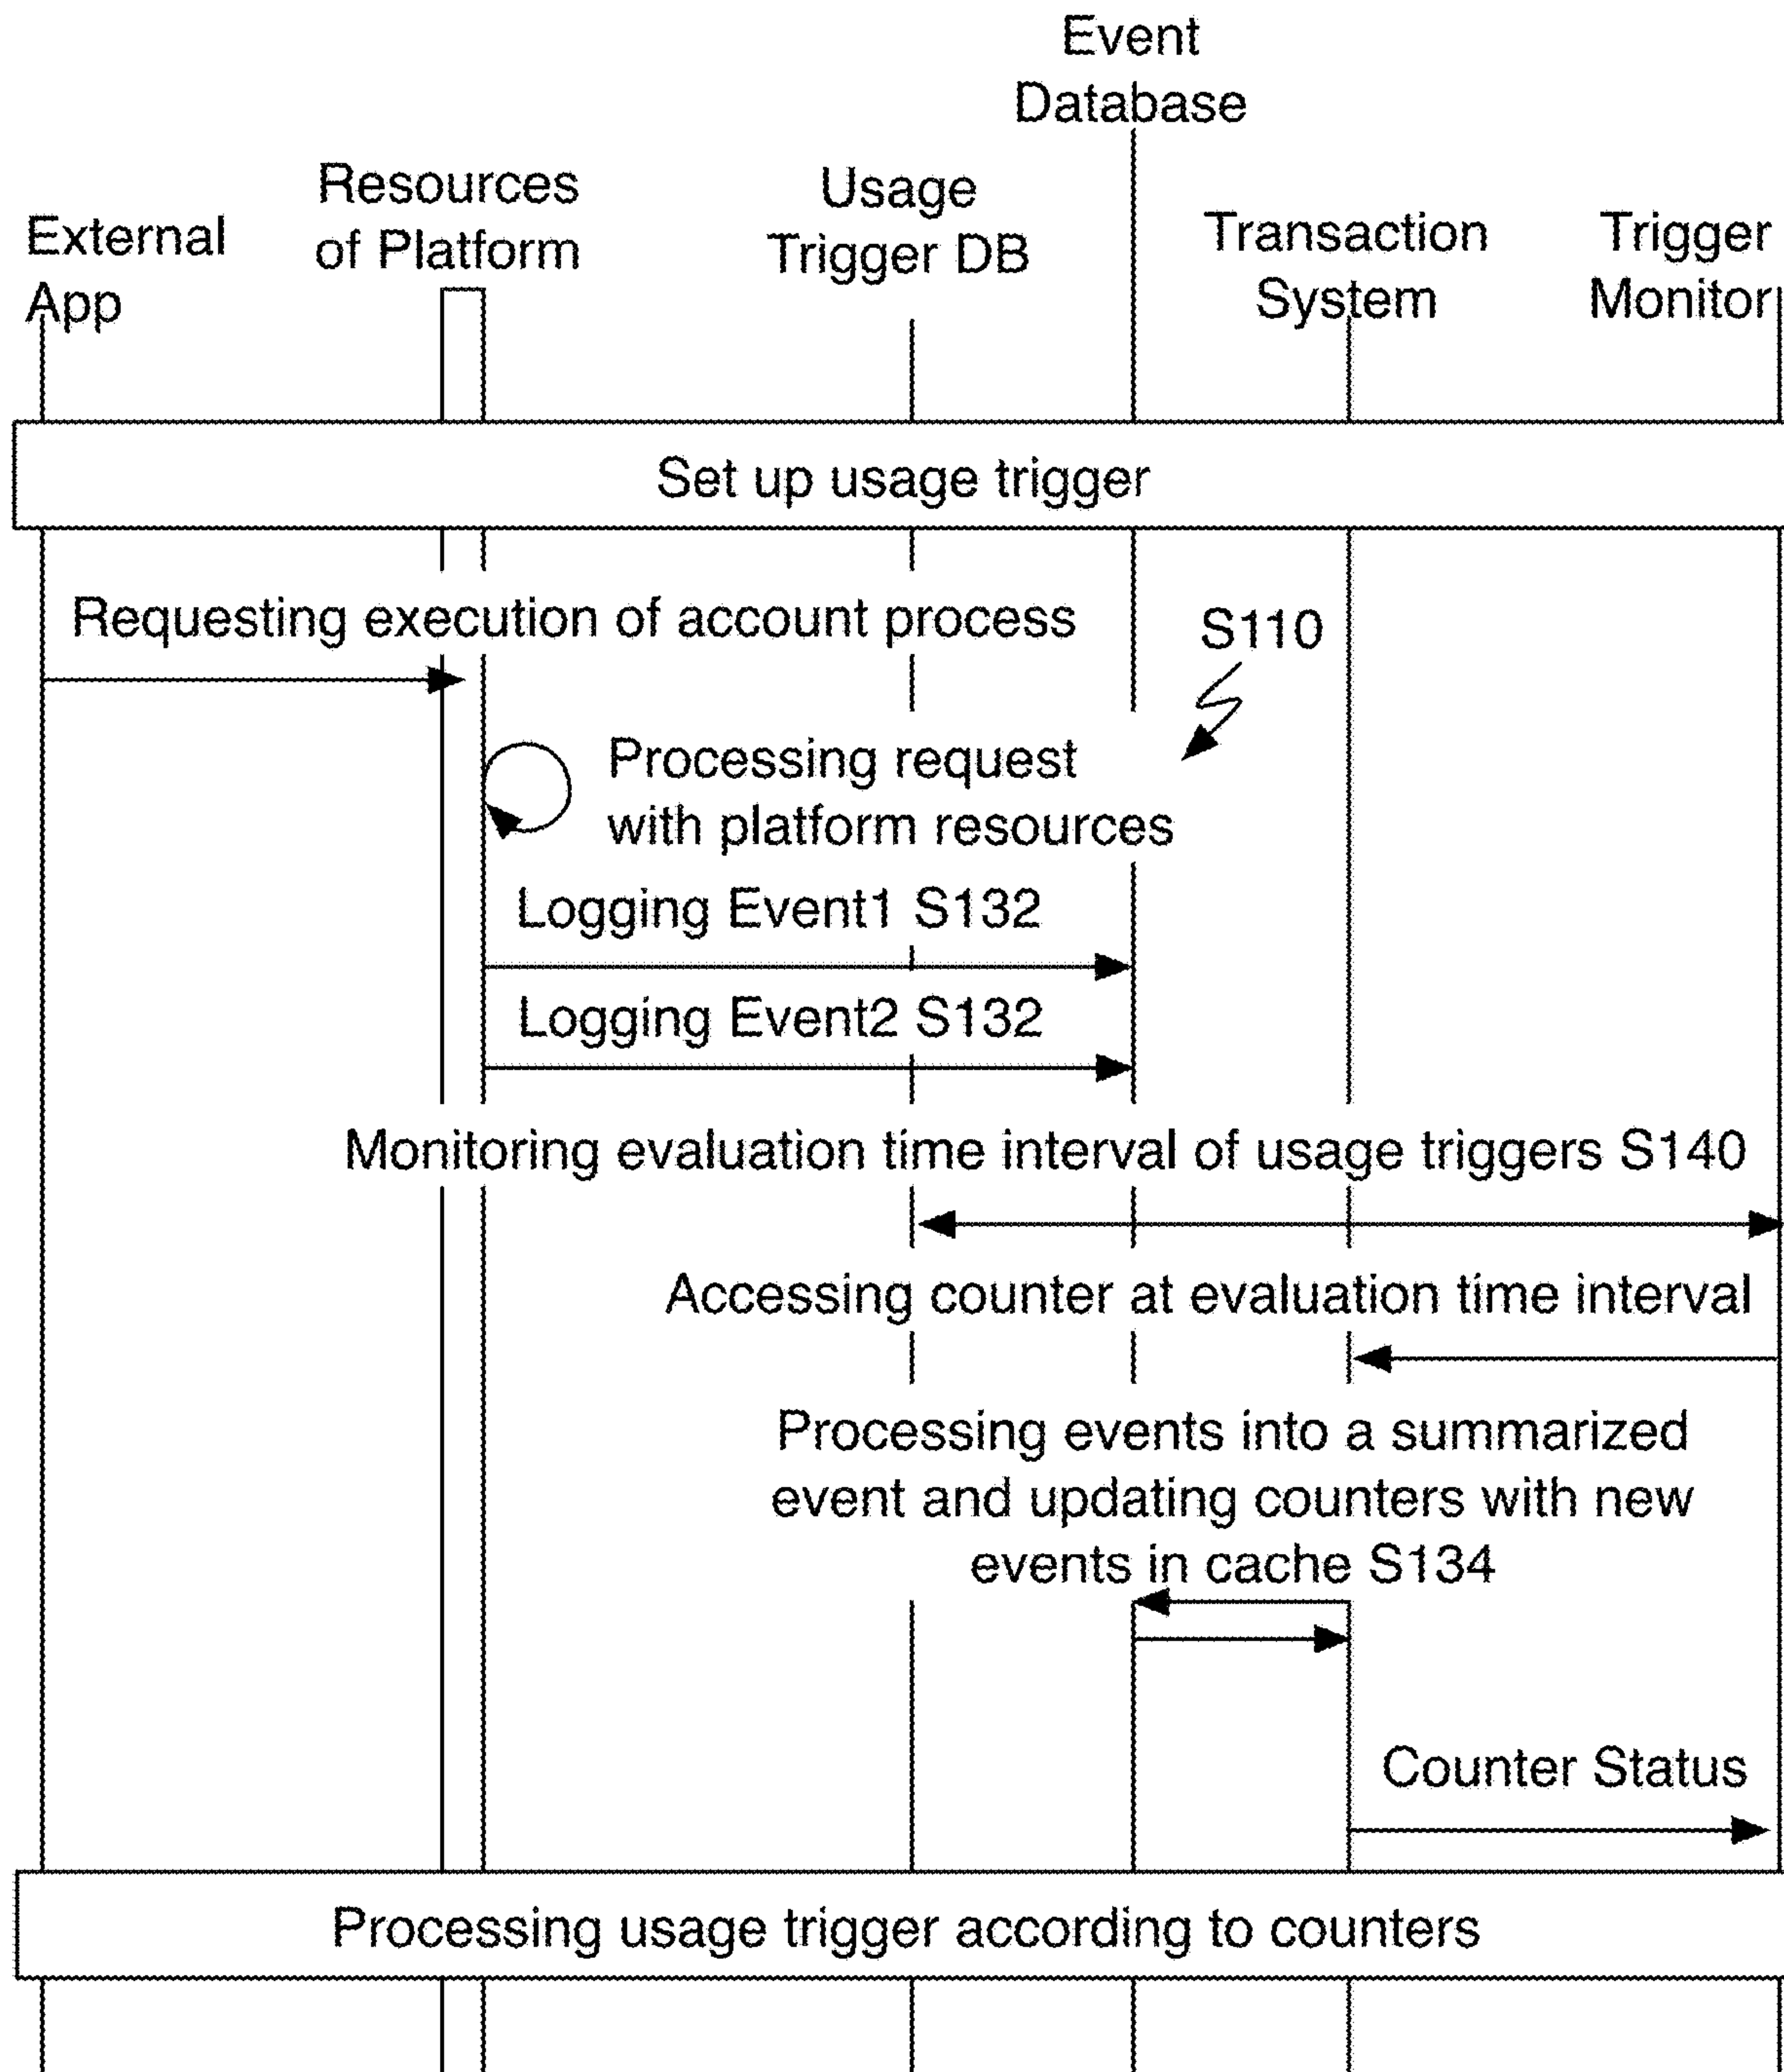 Event
Database
Resources
of Platform
Usage
Trigger DB
External
App
Transaction
System
Trigger
Monitor
Set up usage trigger
Requesting execution of account process
S110
Processing request
with platform resources
Logging Event1 S132
Logging Event2 S132
Monitoring evaluation time interval of usage triggers S140
Accessing counter at evaluation time interval
Processing events into a summarized
event and updating counters with new
events in cache S134
Counter Status
Processing usage trigger according to counters